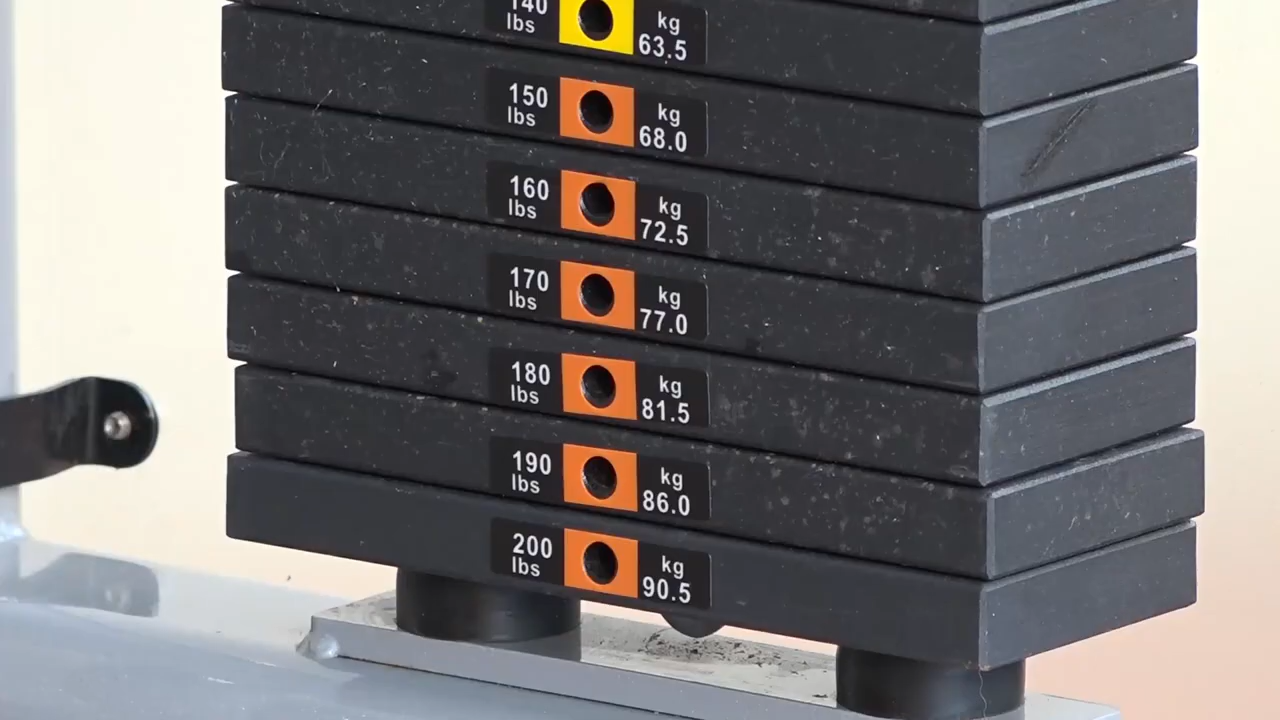 140 kg
lbs 63.5
150 kg
lbs 68.0
160 kg
lbs 72.5
170 kg
lbs 77.0
180 kg
lbs 81.5
190 kg
lbs 86.0
200 kg
lbs 90.5